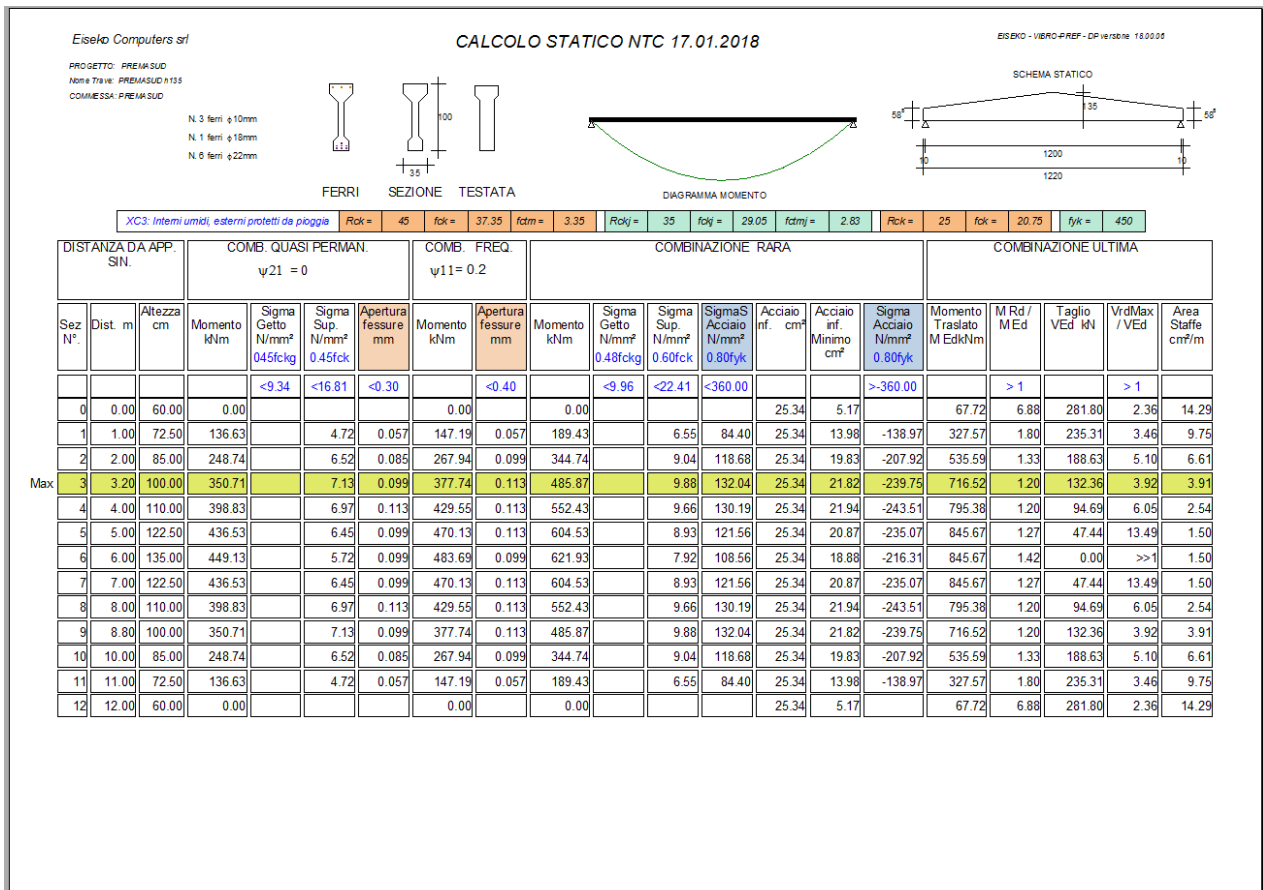 Eiseko Computers srl
CALCOLO STATICO NTC 17.01.2018
EISEKO - VIBRO-PREF - DP versione 18.00.06
PROGETTO: PREMASUD
Nome Trave: PREMASUD h135
COMMESSA: PREMASUD
SCHEMA STATICO
N. 3 ferri ϕ10mm
N. 1 ferri ϕ18mm
N. 6 ferri ϕ22mm
100
35
58⁵ 135 58⁵
10 1200 10
1220
FERRI SEZIONE TESTATA
DIAGRAMMA MOMENTO
XC3: Interni umidi, esterni protetti da pioggia Rck = 45 fck = 37.35 fctm = 3.35 Rckj = 35 fckj = 29.05 fctmj = 2.83 Rck = 25 fck = 20.75 fyk = 450
DISTANZA DA APP. SIN. COMB. QUASI PERMAN. COMB. FREQ. COMBINAZIONE RARA COMBINAZIONE ULTIMA
ψ21 = 0 ψ11= 0.2
Sez N°. Dist. m Altezza cm Momento kNm Sigma Getto N/mm² 045fckg Sigma Sup. N/mm² 0.45fck Apertura fessure mm Momento kNm Apertura fessure mm Momento kNm Sigma Getto N/mm² 0.48fckg Sigma Sup. N/mm² 0.60fck SigmaS Acciaio N/mm² 0.80fyk Acciaio nf. cm² Acciaio inf. Minimo cm² Sigma Acciaio N/mm² 0.80fyk Momento Traslato M EdkNm M Rd / M Ed Taglio VEd kN VrdMax / VEd Area Staffe cm²/m
<9.34 <16.81 <0.30 <0.40 <9.96 <22.41 <360.00 >-360.00 > 1 > 1
0 0.00 60.00 0.00 0.00 0.00 25.34 5.17 67.72 6.88 281.80 2.36 14.29
1 1.00 72.50 136.63 4.72 0.057 147.19 0.057 189.43 6.55 84.40 25.34 13.98 -138.97 327.57 1.80 235.31 3.46 9.75
2 2.00 85.00 248.74 6.52 0.085 267.94 0.099 344.74 9.04 118.68 25.34 19.83 -207.92 535.59 1.33 188.63 5.10 6.61
Max 3 3.20 100.00 350.71 7.13 0.099 377.74 0.113 485.87 9.88 132.04 25.34 21.82 -239.75 716.52 1.20 132.36 3.92 3.91
4 4.00 110.00 398.83 6.97 0.113 429.55 0.113 552.43 9.66 130.19 25.34 21.94 -243.51 795.38 1.20 94.69 6.05 2.54
5 5.00 122.50 436.53 6.45 0.099 470.13 0.113 604.53 8.93 121.56 25.34 20.87 -235.07 845.67 1.27 47.44 13.49 1.50
6 6.00 135.00 449.13 5.72 0.099 483.69 0.099 621.93 7.92 108.56 25.34 18.88 -216.31 845.67 1.42 0.00 >>1 1.50
7 7.00 122.50 436.53 6.45 0.099 470.13 0.113 604.53 8.93 121.56 25.34 20.87 -235.07 845.67 1.27 47.44 13.49 1.50
8 8.00 110.00 398.83 6.97 0.113 429.55 0.113 552.43 9.66 130.19 25.34 21.94 -243.51 795.38 1.20 94.69 6.05 2.54
9 8.80 100.00 350.71 7.13 0.099 377.74 0.113 485.87 9.88 132.04 25.34 21.82 -239.75 716.52 1.20 132.36 3.92 3.91
10 10.00 85.00 248.74 6.52 0.085 267.94 0.099 344.74 9.04 118.68 25.34 19.83 -207.92 535.59 1.33 188.63 5.10 6.61
11 11.00 72.50 136.63 4.72 0.057 147.19 0.057 189.43 6.55 84.40 25.34 13.98 -138.97 327.57 1.80 235.31 3.46 9.75
12 12.00 60.00 0.00 0.00 0.00 25.34 5.17 67.72 6.88 281.80 2.36 14.29